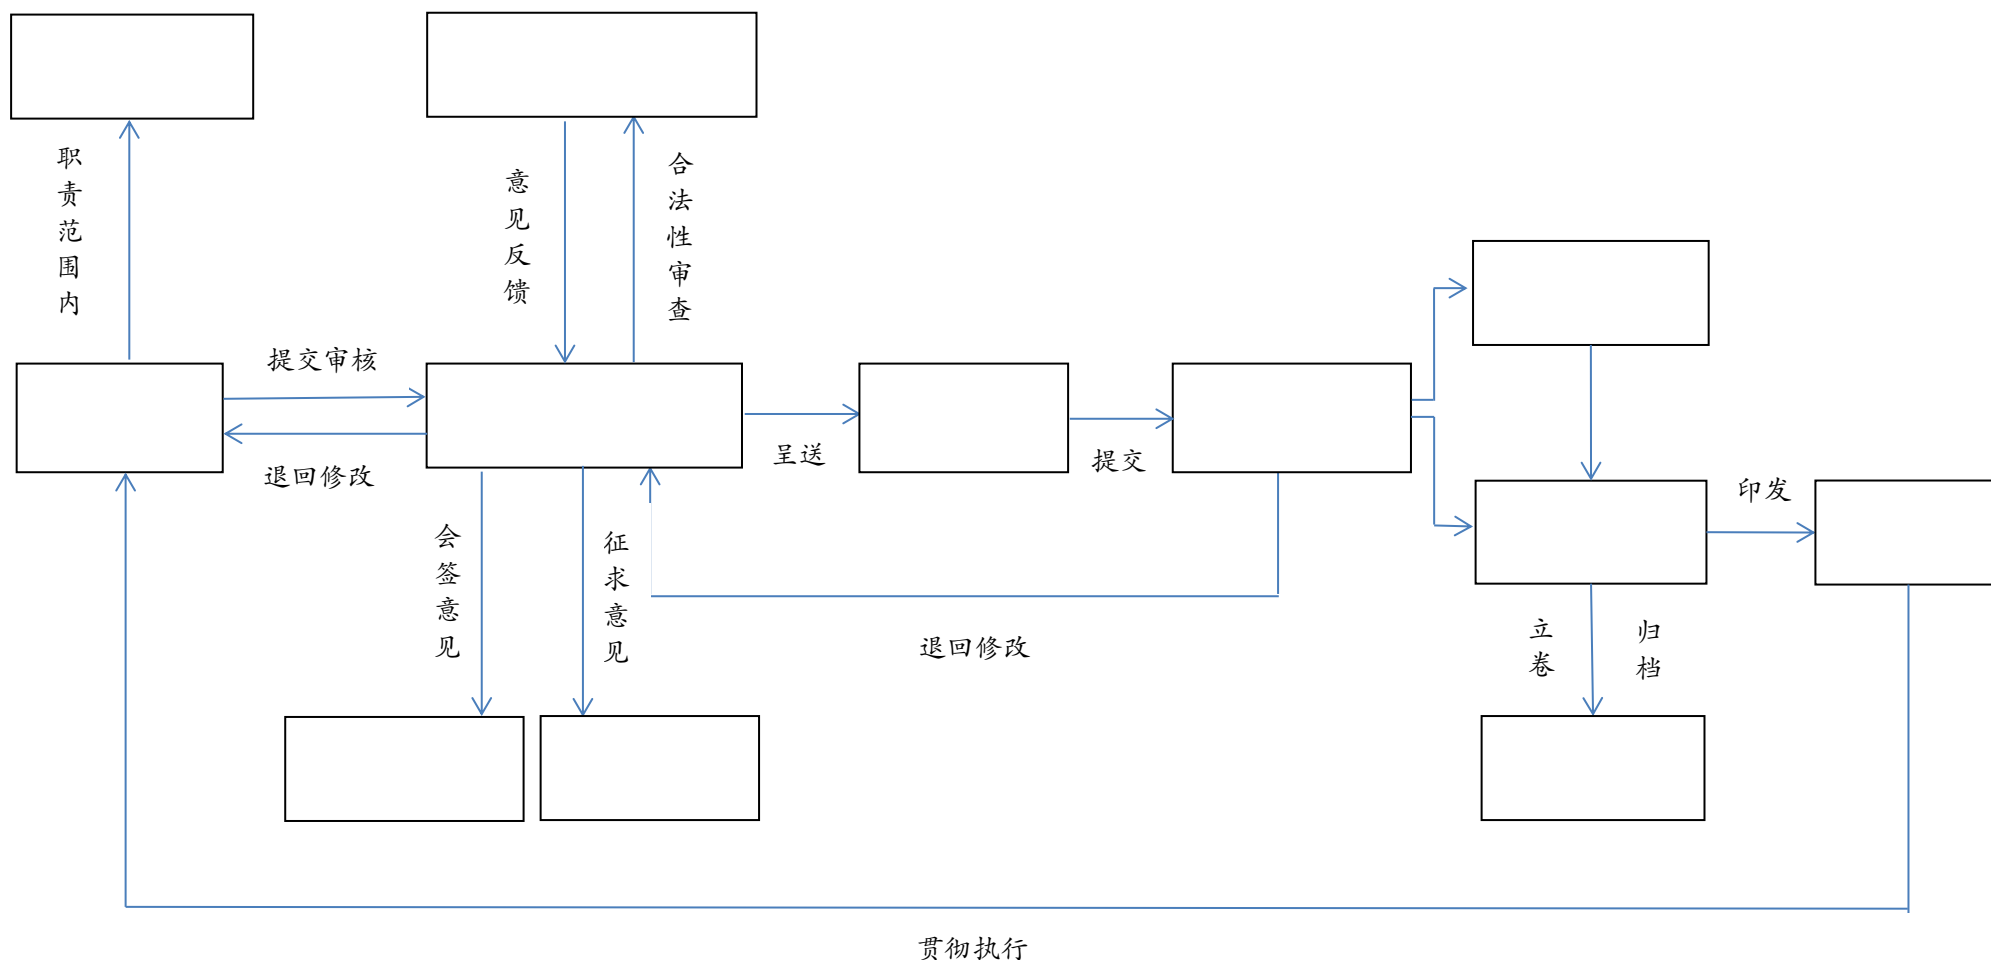 职责范围内
意见反馈
合法性审查
提交审核
退回修改
呈送
提交
印发
会签意见
征求意见
退回修改
立卷
归档
贯彻执行